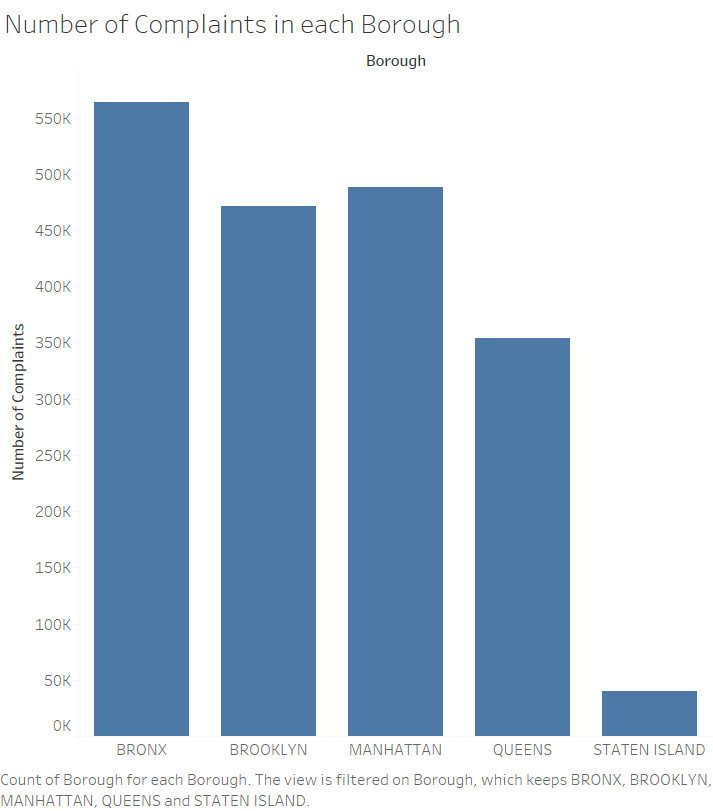 Number of Complaints in each Borough
Borough
550K
500K
450K
400K
350K
300K
250K
200K
150K
100K
50K
0K
Number of Complaints
BRONX
BROOKLYN
MANHATTAN
QUEENS
STATEN ISLAND
Count of Borough for each Borough. The view is filtered on Borough, which keeps BRONX, BROOKLYN,
MANHATTAN, QUEENS and STATEN ISLAND.